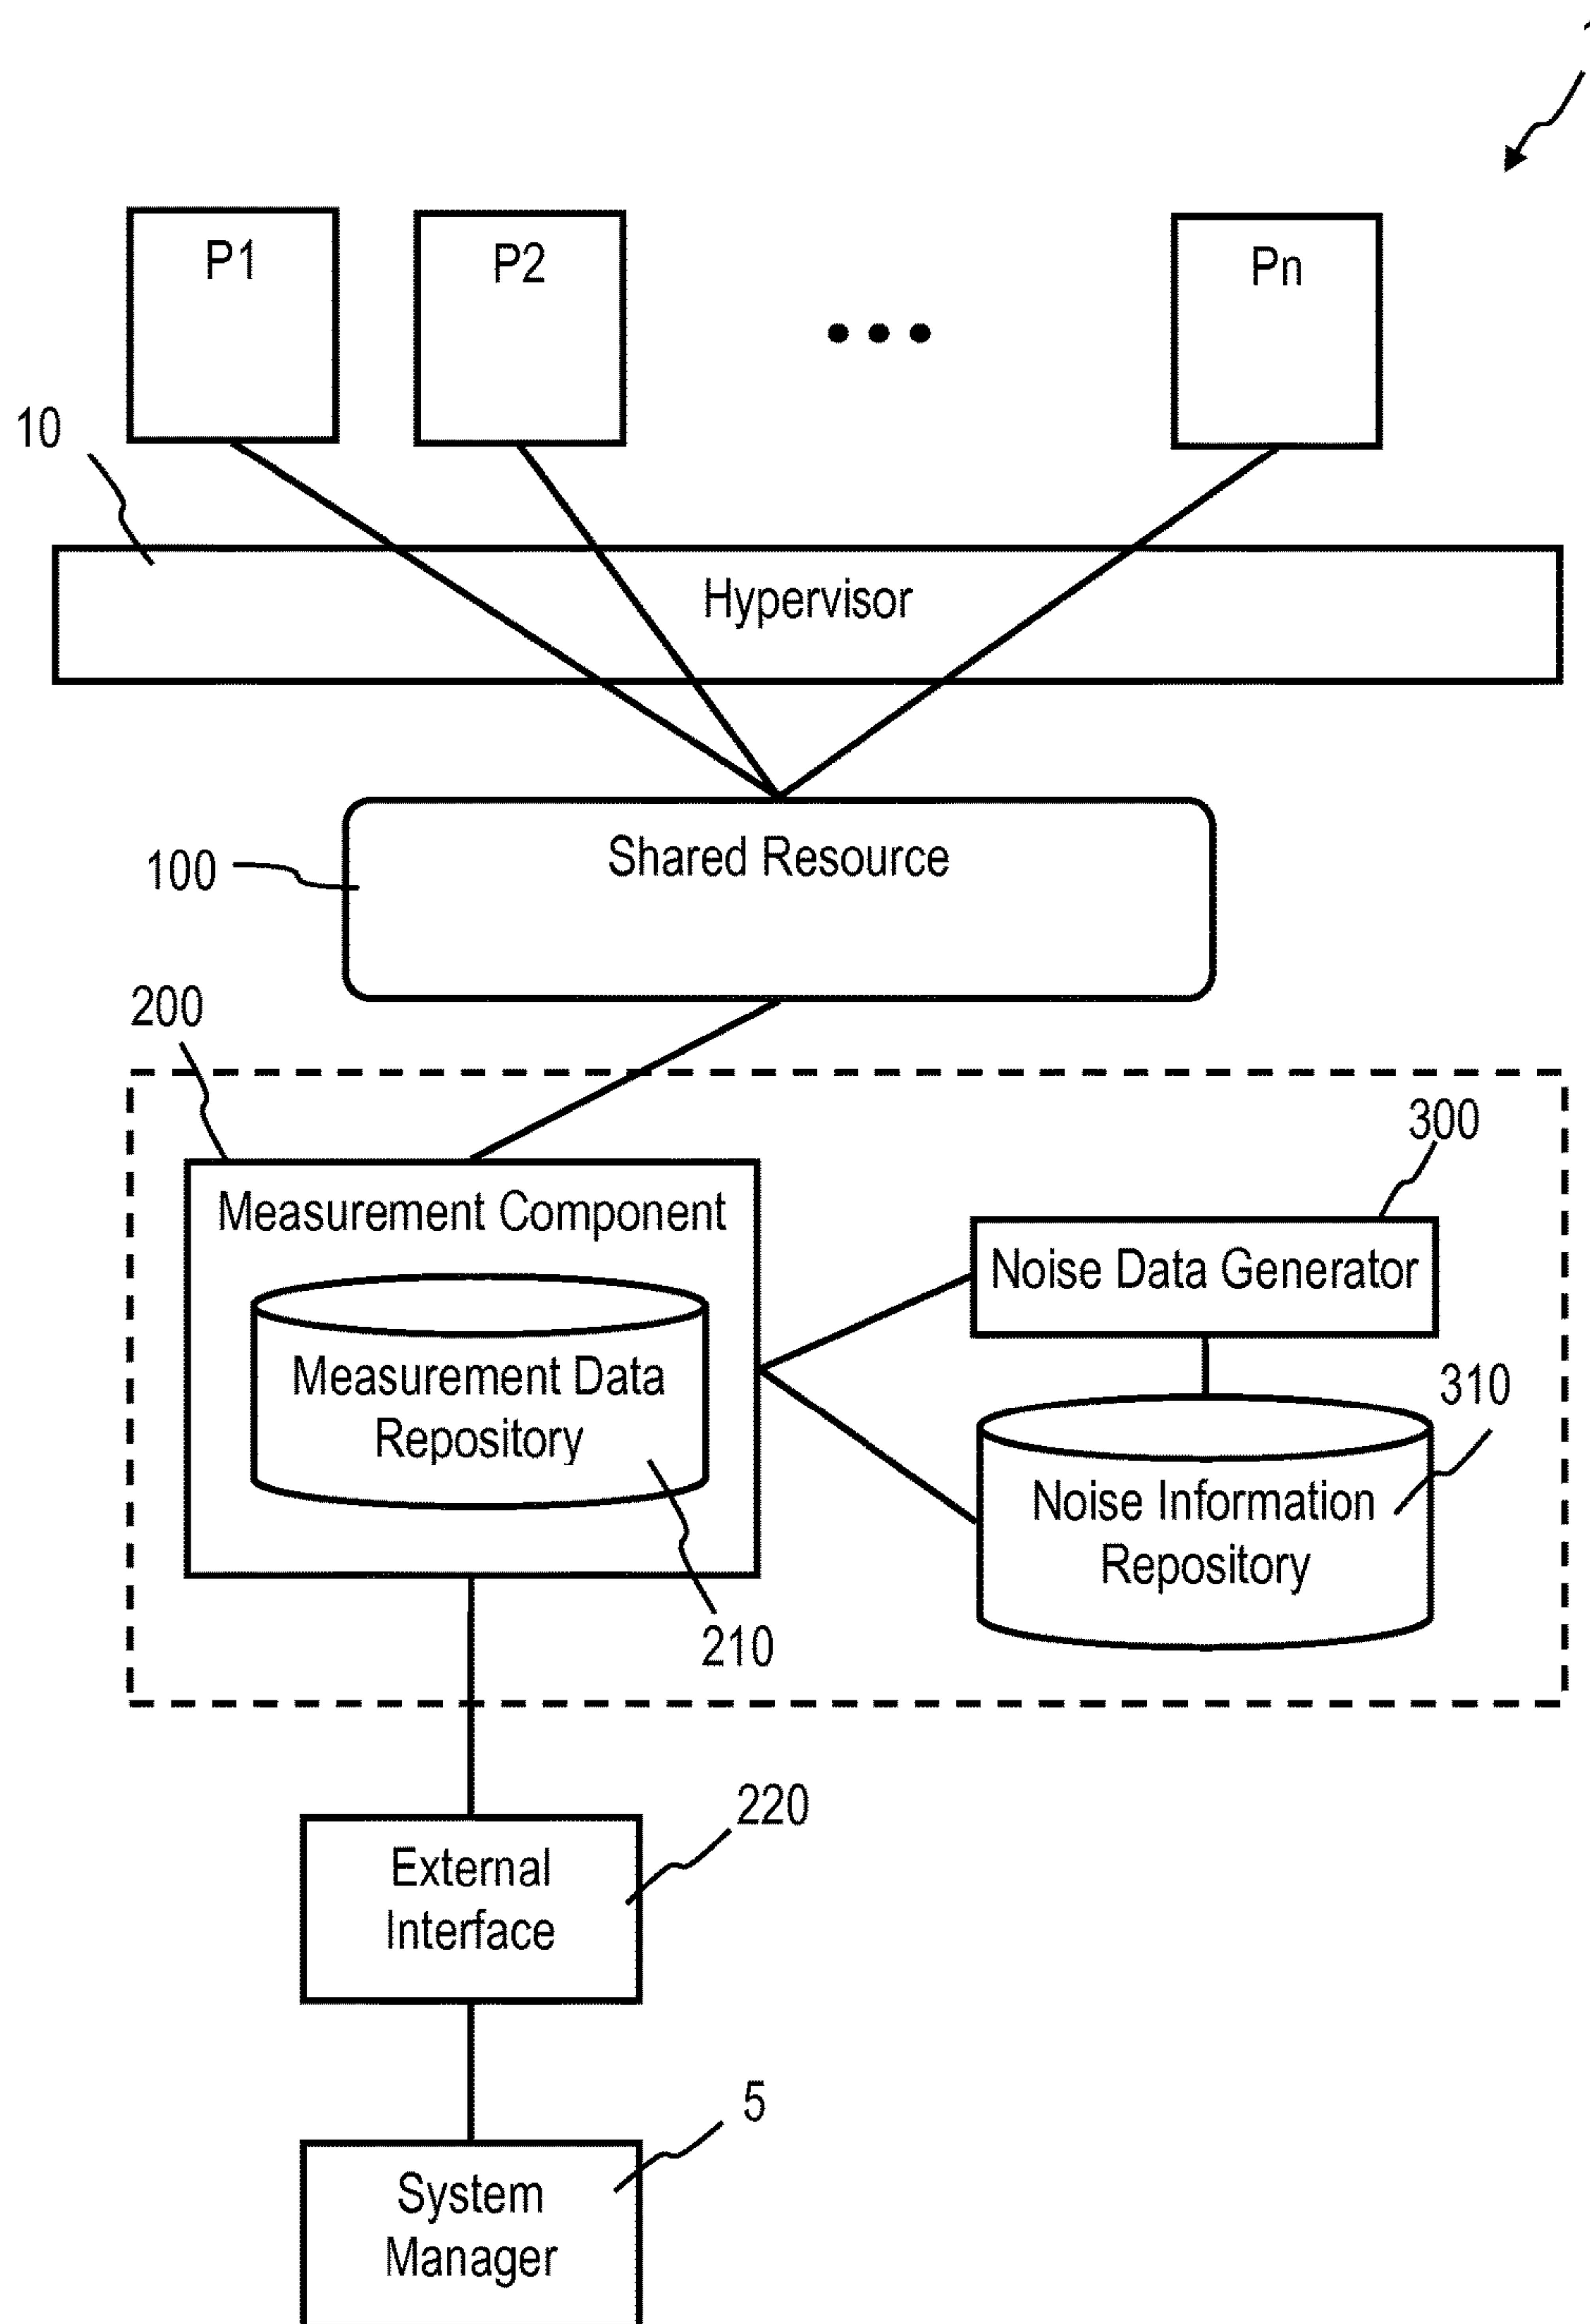 P1
P2
Pn
10
Hypervisor
Shared Resource
100
200
300
Measurement Component
Noise Data Generator
Measurement Data
Repository
310
Noise Information
Repository
210
220
External
Interface
5
System
Manager